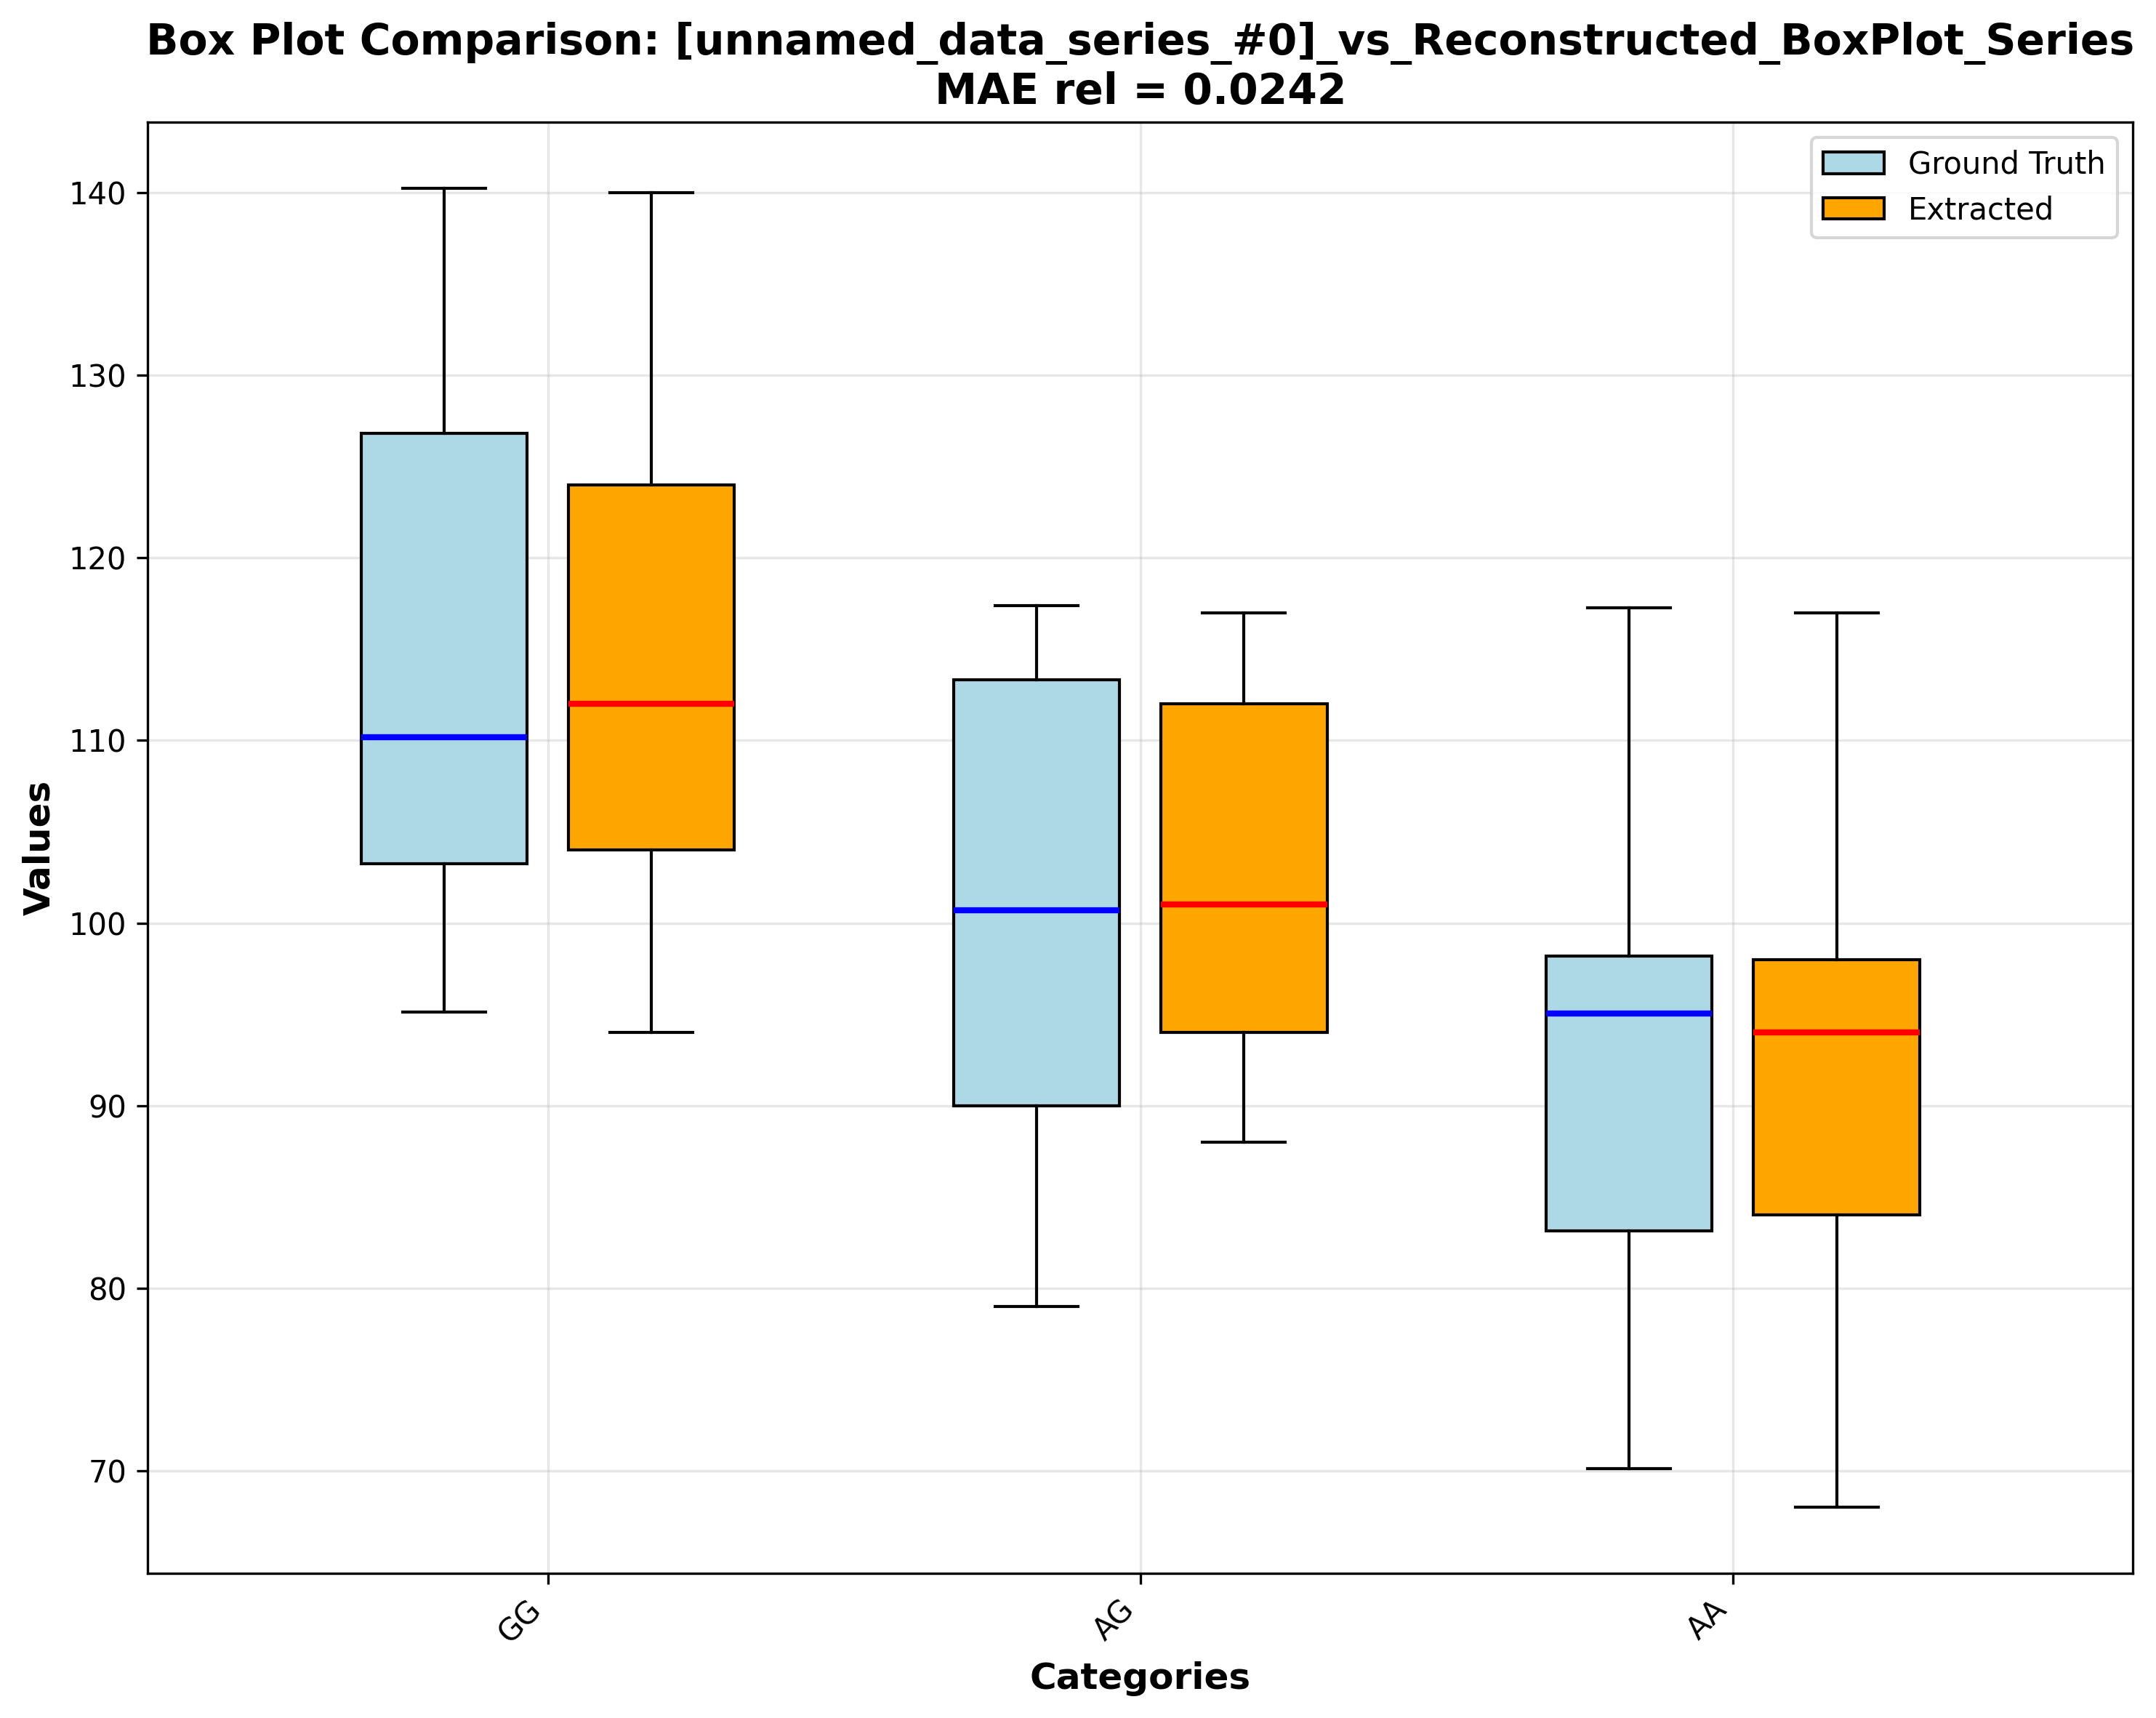 Box Plot Comparison: [unnamed_data_series_#0]_vs_Reconstructed_BoxPlot_Series
MAE rel = 0.0242
Ground Truth
Extracted
140
130
120
110
100
90
80
70
Values
GG
AG
AA
Categories